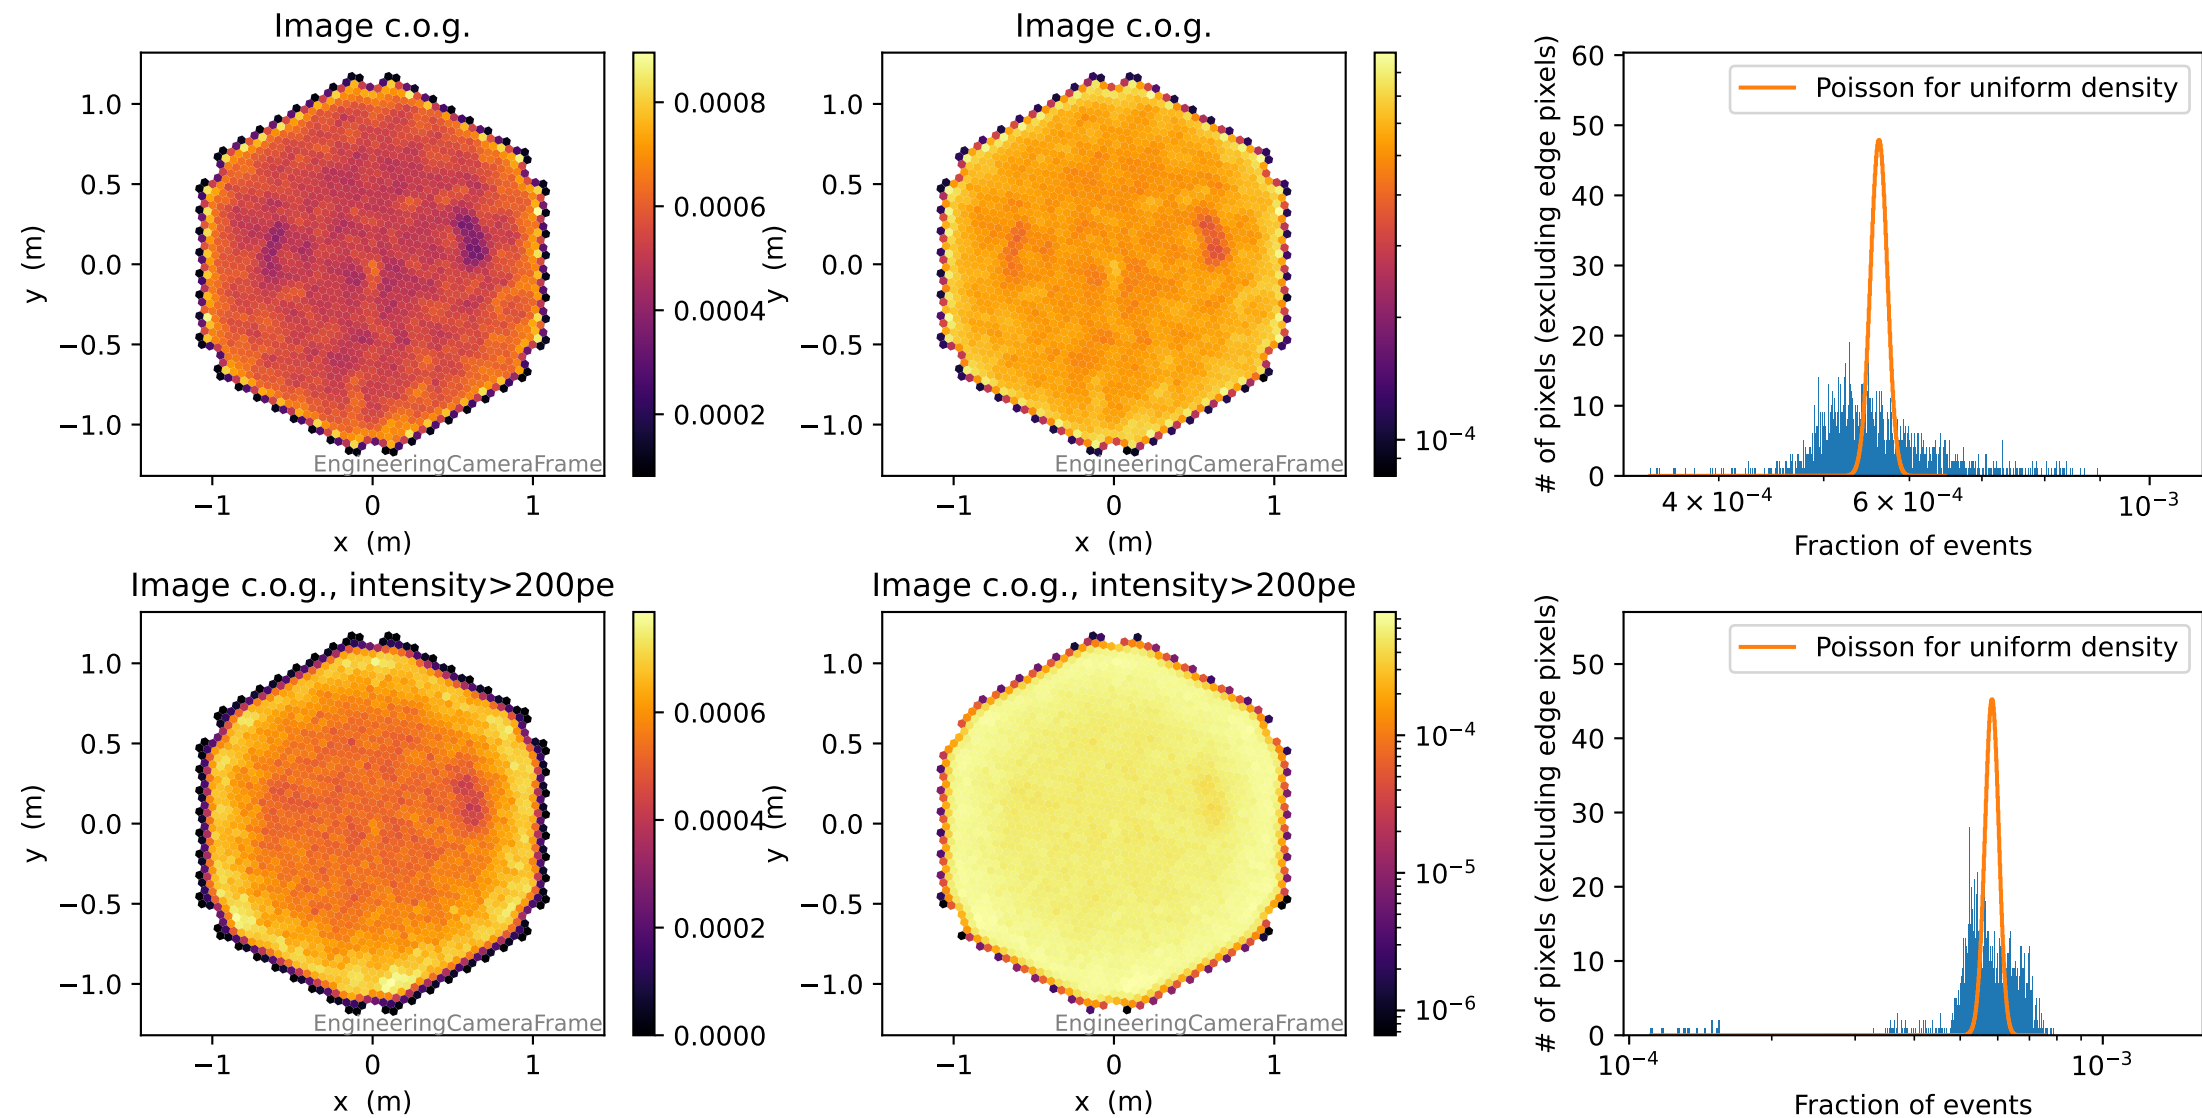 Image c.o.g.
y (m)
1.0
0.5
0.0
−0.5
−1.0
−1
0
1
x (m)
EngineeringCameraFrame
0.0008
0.0006
0.0004
0.0002
Image c.o.g.
y (m)
1.0
0.5
0.0
−0.5
−1.0
−1
0
1
x (m)
EngineeringCameraFrame
10⁻⁴
# of pixels (excluding edge pixels)
60
50
40
30
20
10
0
Poisson for uniform density
4 × 10⁻⁴
6 × 10⁻⁴
10⁻³
Fraction of events
Image c.o.g., intensity>200pe
y (m)
1.0
0.5
0.0
−0.5
−1.0
−1
0
1
x (m)
EngineeringCameraFrame
0.0006
0.0004
0.0002
0.0000
Image c.o.g., intensity>200pe
y (m)
1.0
0.5
0.0
−0.5
−1.0
−1
0
1
x (m)
EngineeringCameraFrame
10⁻⁴
10⁻⁵
10⁻⁶
# of pixels (excluding edge pixels)
50
40
30
20
10
0
Poisson for uniform density
10⁻⁴
10⁻³
Fraction of events